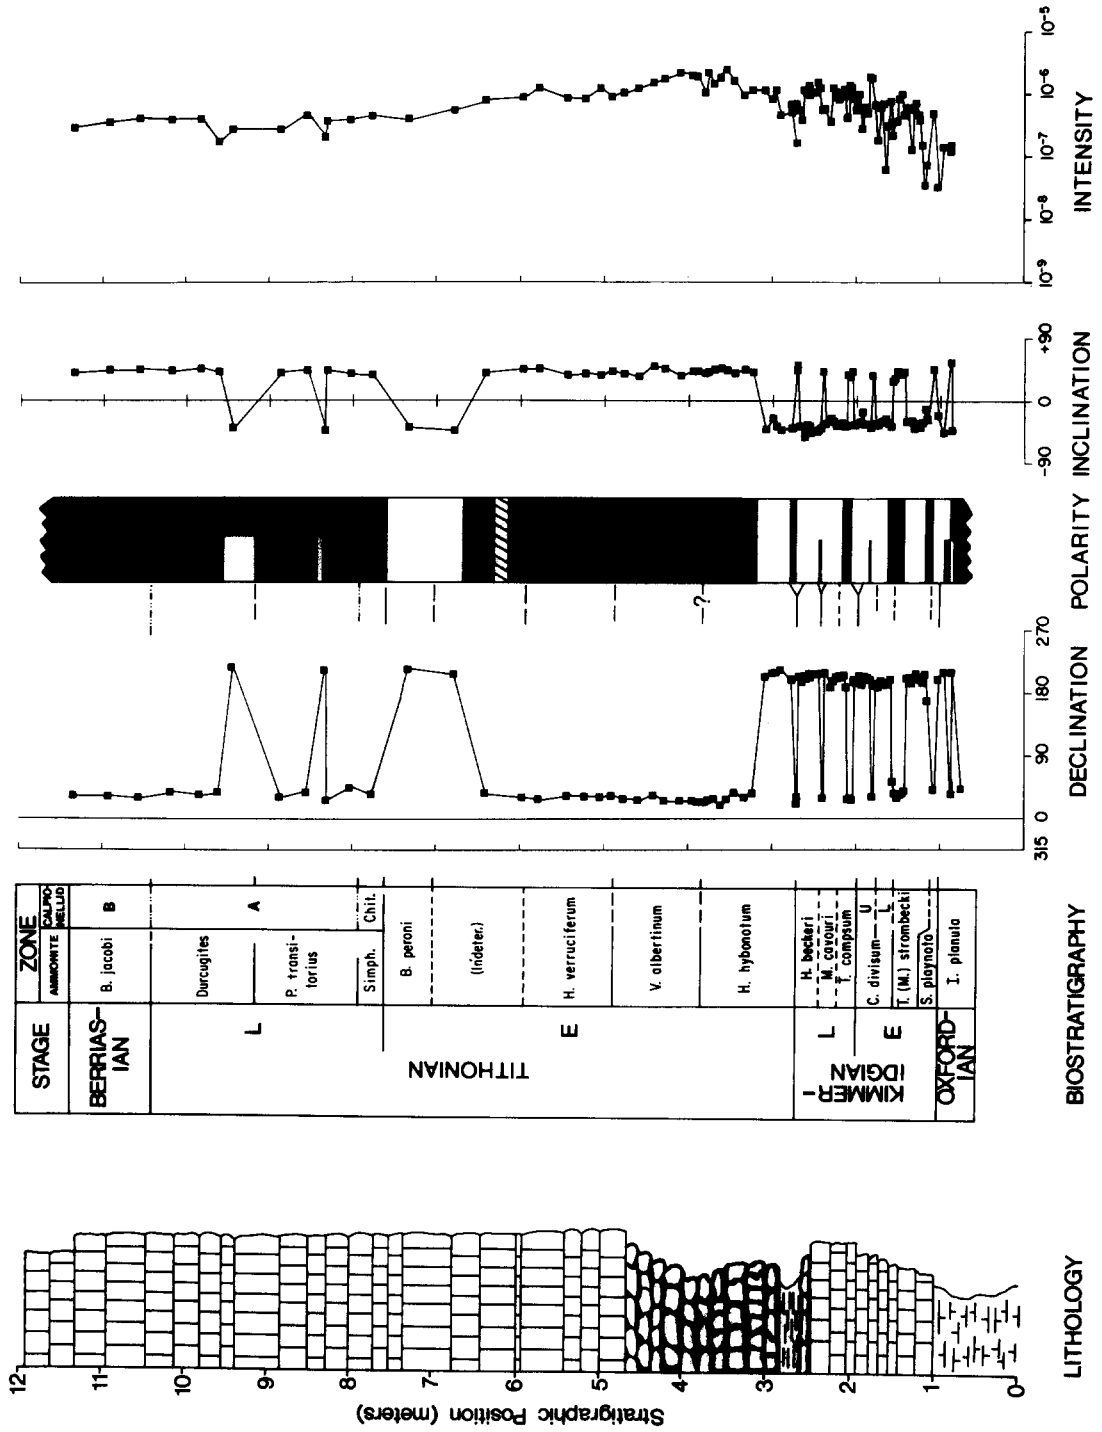 12
11
10
9
8
7
6
5
4
3
2
1
0
Stratigraphic Position (meters)
LITHOLOGY
STAGE
ZONE
AMMONITE
CALPIO-
NELLID
BERRIAS-
IAN
TITHONIAN
L
E
KIMMER-
IDGIAN
L
E
OXFORD-
IAN
B. jacobi
B
Durcugites
A
P. transi-
torius
Simph.
Chit.
B. peroni
(Indeter.)
H. verruciferum
V. albertinum
H. hybonotum
H. beckeri
M. cavouri
T. compsum
C. divisum
U
L
T. (M.) strombecki
S. playnota
I. planula
BIOSTRATIGRAPHY
315
0
90
180
270
DECLINATION
?
POLARITY
-90
0
+90
INCLINATION
10-9
10-8
10-7
10-6
10-5
INTENSITY